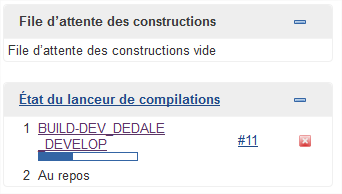 File d'attente des constructions
File d'attente des constructions vide
État du lanceur de compilations
1 BUILD-DEV_DEDALE #11
_DEVELOP
2 Au repos